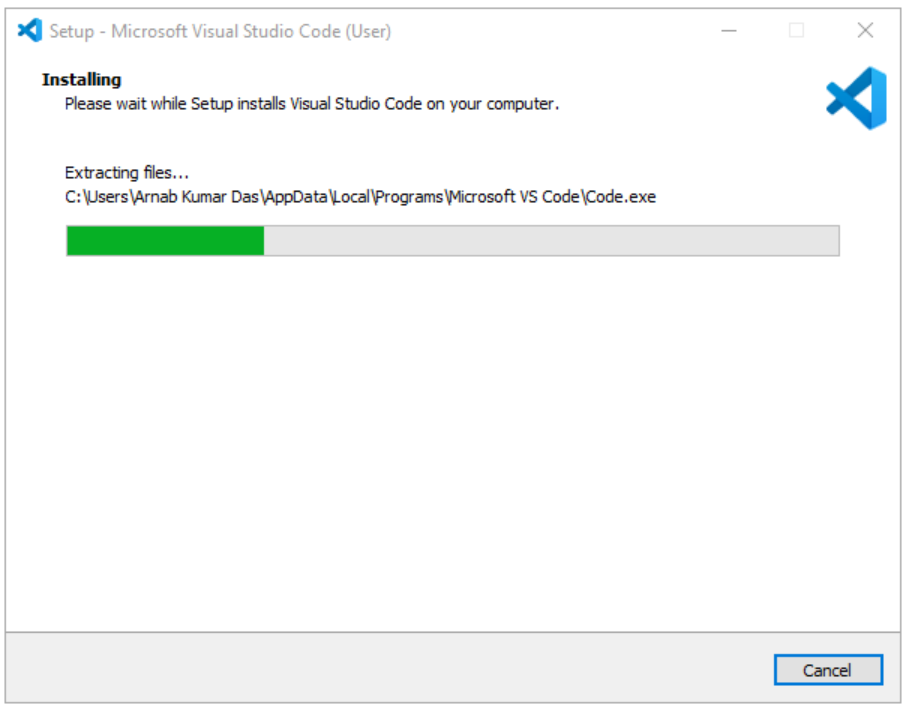 Setup - Microsoft Visual Studio Code (User)
Installing
Please wait while Setup installs Visual Studio Code on your computer.
Extracting files...
C:\Users\Arnab Kumar Das\AppData\Local\Programs\Microsoft VS Code\Code.exe
Cancel